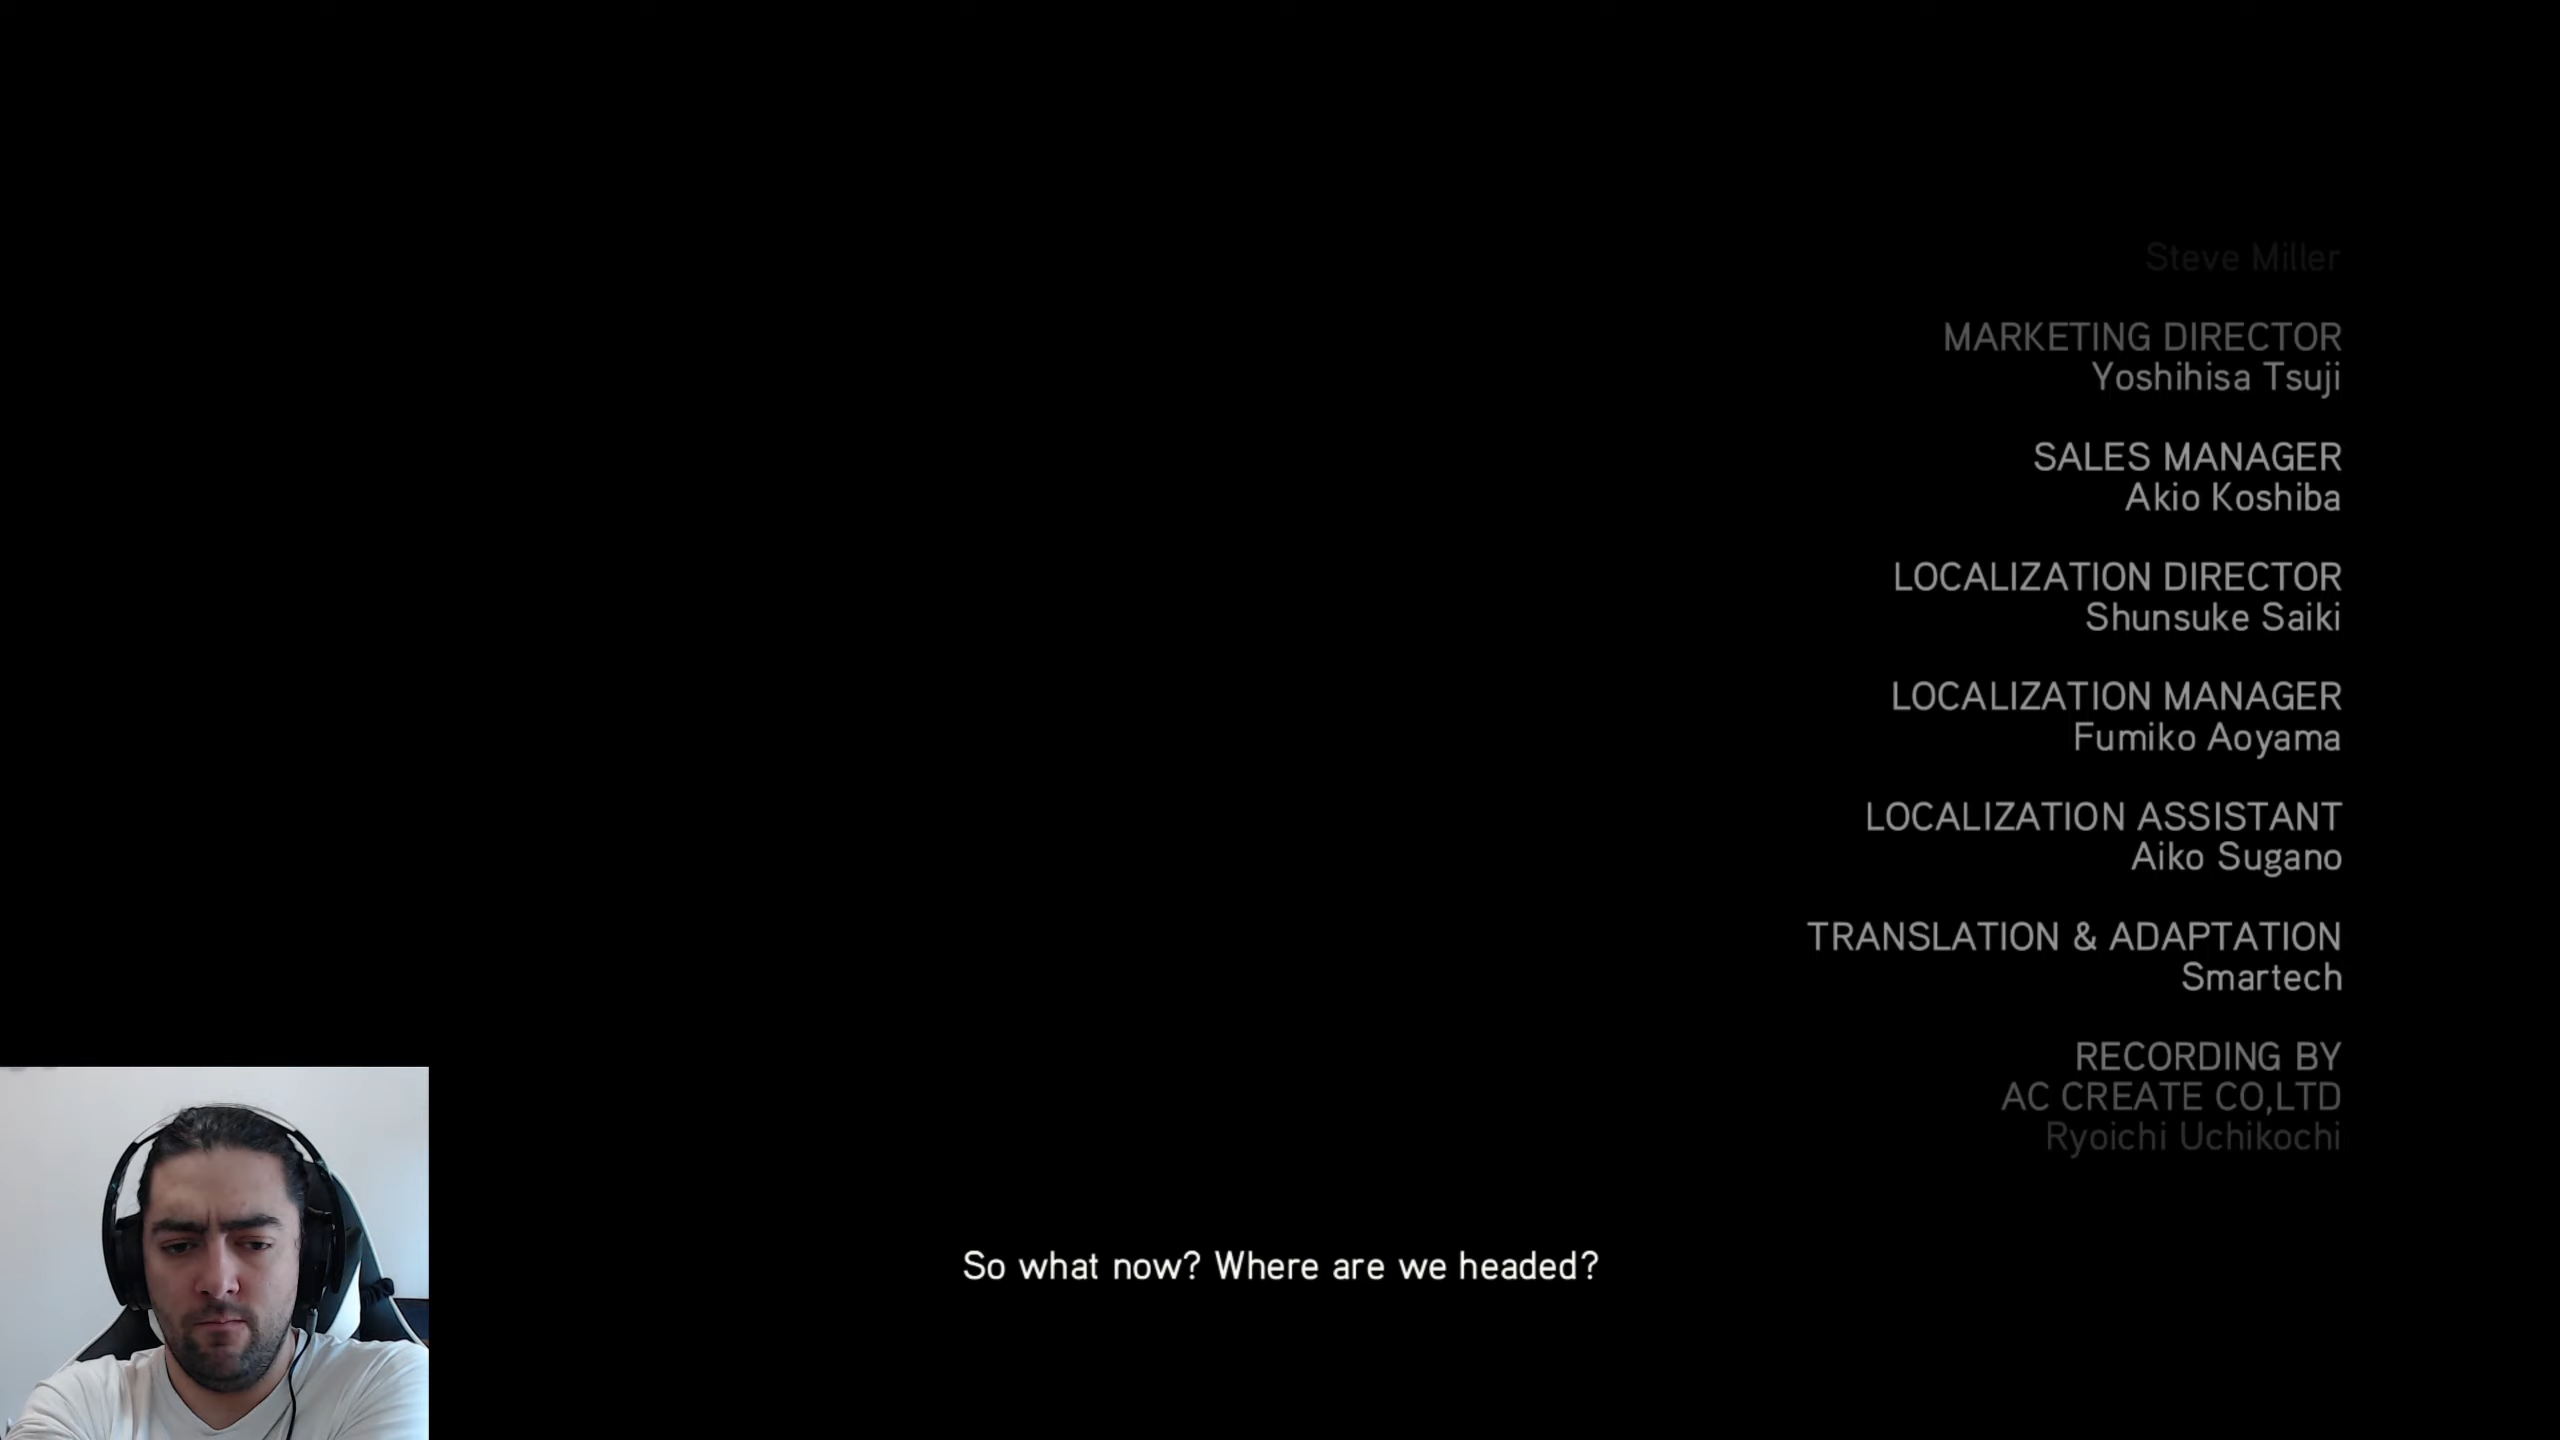 Steve Miller
MARKETING DIRECTOR
Yoshihisa Tsuji
SALES MANAGER
Akio Koshiba
LOCALIZATION DIRECTOR
Shunsuke Saiki
LOCALIZATION MANAGER
Fumiko Aoyama
LOCALIZATION ASSISTANT
Aiko Sugano
TRANSLATION & ADAPTATION
Smartech
RECORDING BY
AC CREATE CO,LTD
Ryoichi Uchikochi
So what now? Where are we headed?